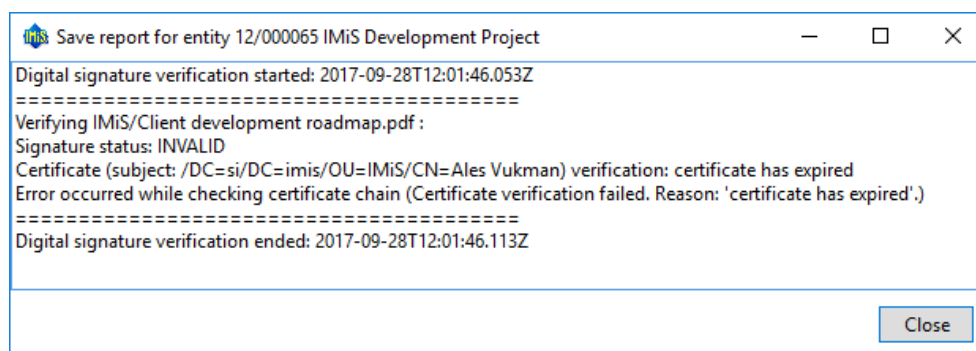 Save report for entity 12/000065 IMiS Development Project
Digital signature verification started: 2017-09-28T12:01:46.053Z
=========================================
Verifying IMiS/Client development roadmap.pdf :
Signature status: INVALID
Certificate (subject: /DC=si/DC=imis/OU=IMiS/CN=Ales Vukman) verification: certificate has expired
Error occurred while checking certificate chain (Certificate verification failed. Reason: 'certificate has expired'.)
=========================================
Digital signature verification ended: 2017-09-28T12:01:46.113Z
Close